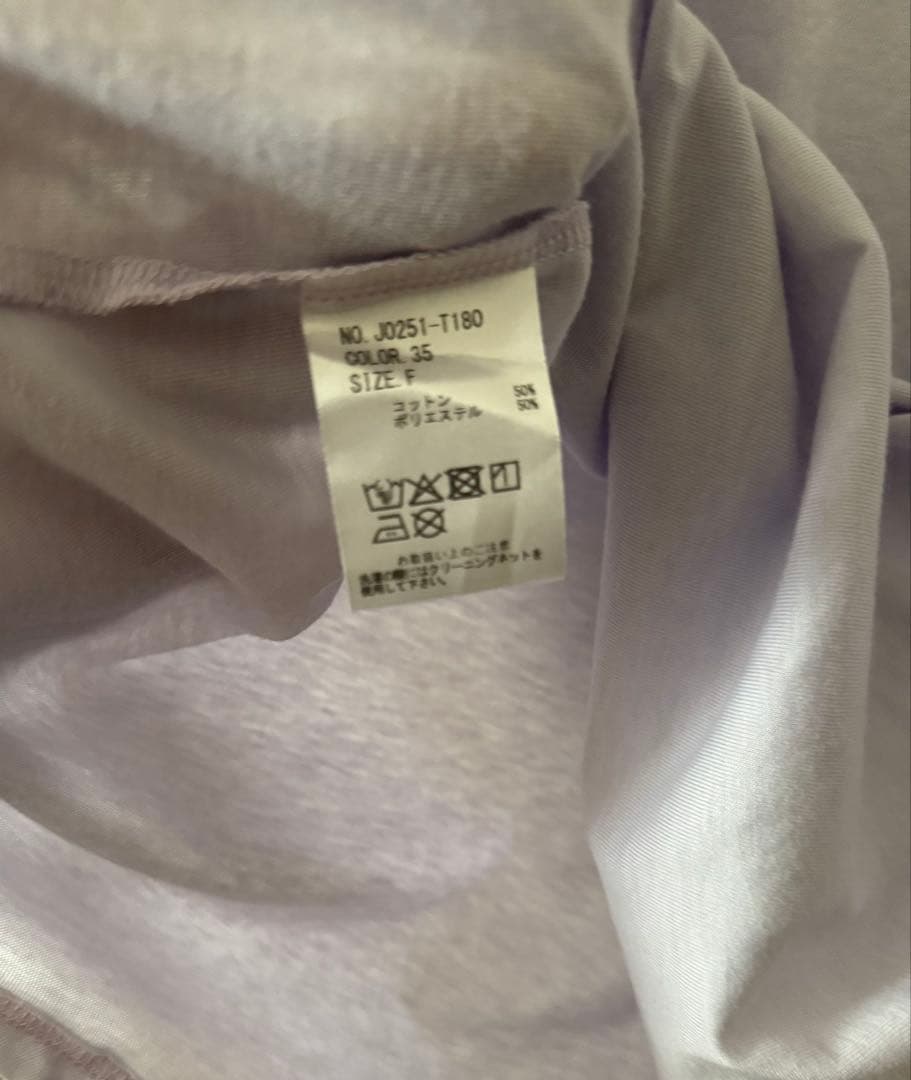 NO. J0251-T180
COLOR. 35
SIZE. F
コットン 50%
ポリエステル 50%
お取扱い上のご注意
洗濯の際にはクリーニングネットを
使用して下さい。